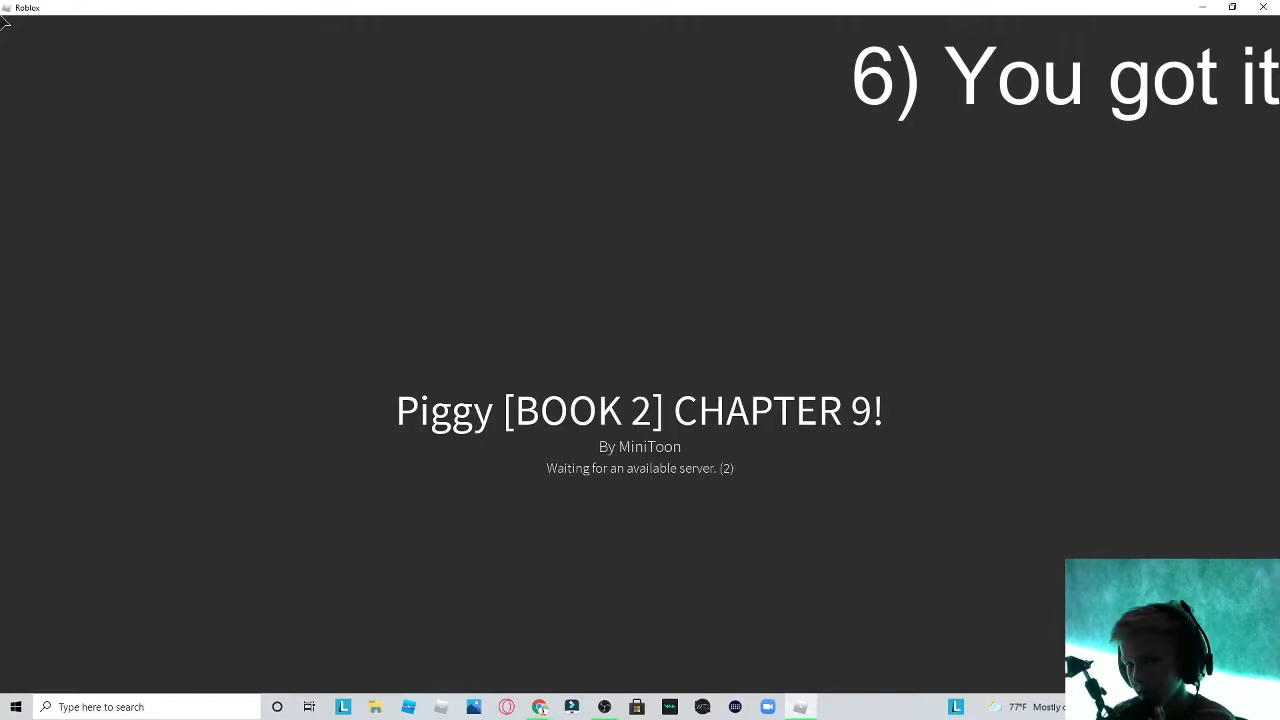 Roblox
6) You got it
Piggy [BOOK 2] CHAPTER 9!
By MiniToon
Waiting for an available server. (2)
Type here to search
77°F Mostly